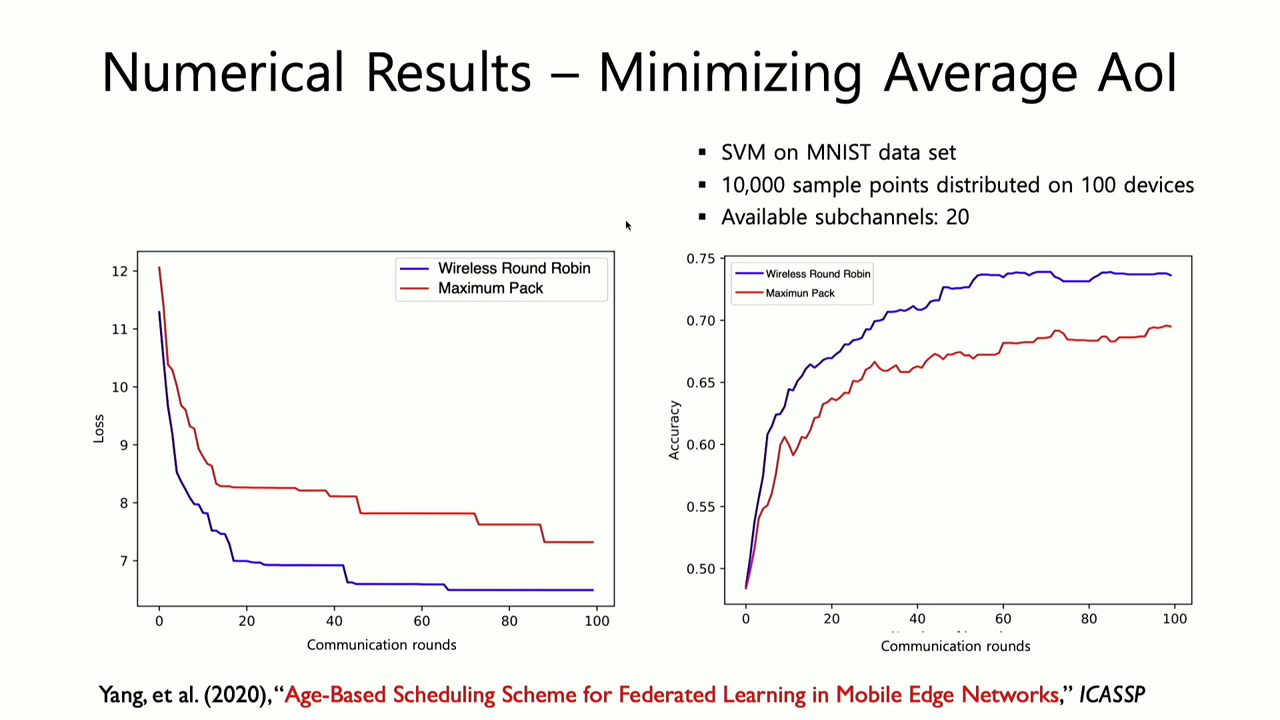 Numerical Results – Minimizing Average AoI
▪ SVM on MNIST data set
▪ 10,000 sample points distributed on 100 devices
▪ Available subchannels: 20
Wireless Round Robin
Maximum Pack
12
11
10
9
8
7
Loss
0 20 40 60 80 100
Communication rounds
Wireless Round Robin
Maximun Pack
0.75
0.70
0.65
0.60
0.55
0.50
Accuracy
0 20 40 60 80 100
Communication rounds
Yang, et al. (2020), “Age-Based Scheduling Scheme for Federated Learning in Mobile Edge Networks,” ICASSP